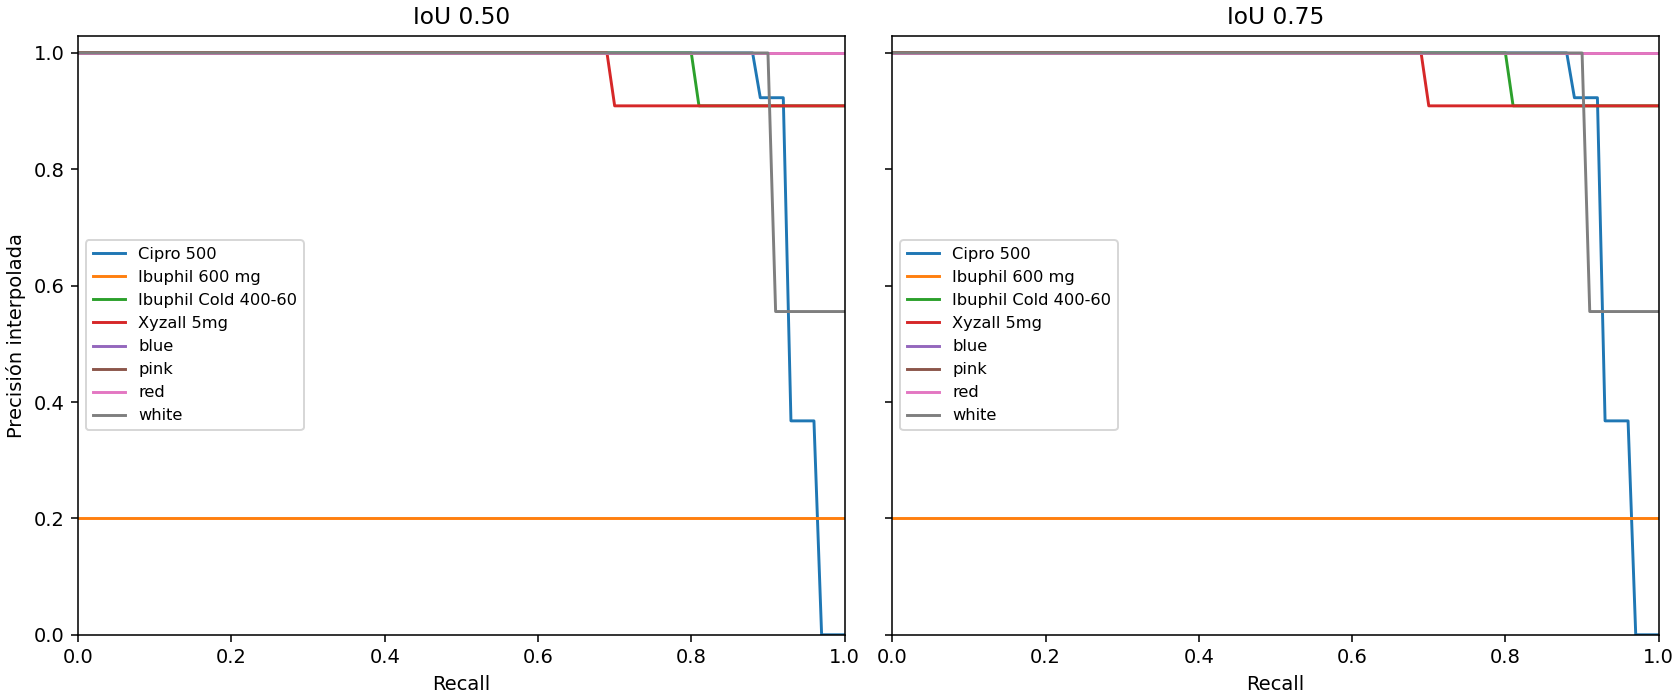 IoU 0.50
Precisión interpolada
1.0
0.8
0.6
0.4
0.2
0.0
Cipro 500
Ibuphil 600 mg
Ibuphil Cold 400-60
Xyzall 5mg
blue
pink
red
white
0.0 0.2 0.4 0.6 0.8 1.0
Recall
IoU 0.75
Cipro 500
Ibuphil 600 mg
Ibuphil Cold 400-60
Xyzall 5mg
blue
pink
red
white
0.0 0.2 0.4 0.6 0.8 1.0
Recall